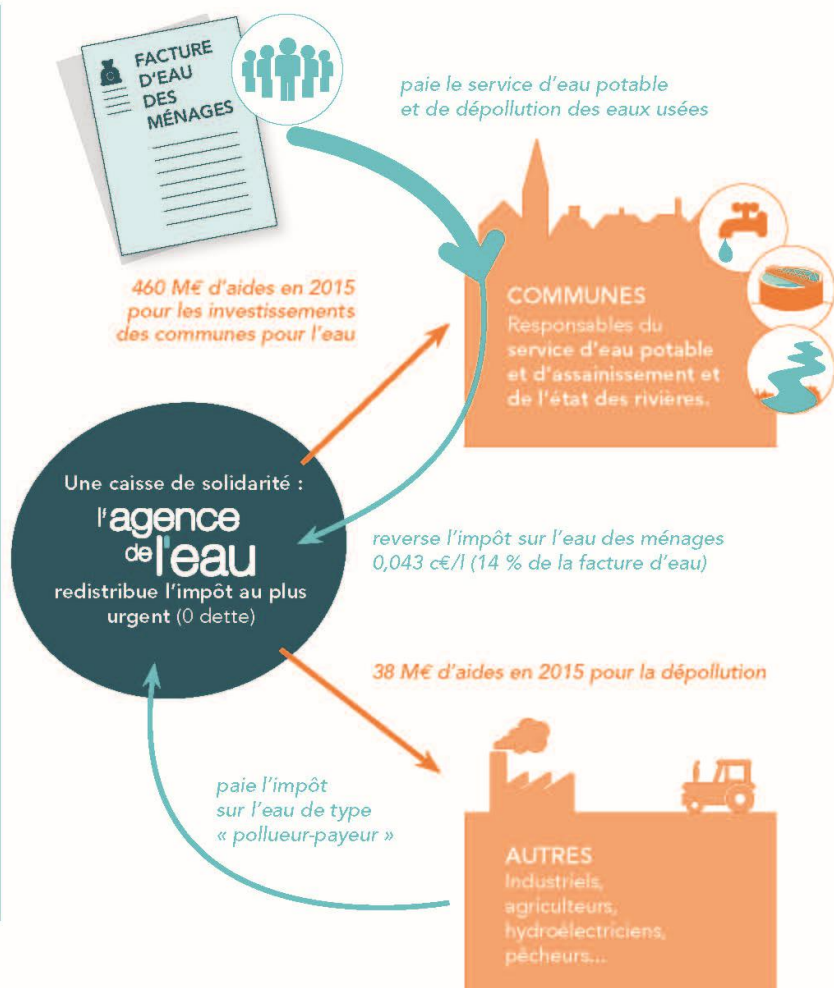 FACTURE
D'EAU
DES
MÉNAGES
paie le service d'eau potable
et de dépollution des eaux usées
460 M€ d'aides en 2015
pour les investissements
des communes pour l'eau
COMMUNES
Responsables du
service d'eau potable
et d'assainissement et
de l'état des rivières.
Une caisse de solidarité :
l'agence
de l'eau
redistribue l'impôt au plus
urgent (0 dette)
reverse l'impôt sur l'eau des ménages
0,043 c€/l (14 % de la facture d'eau)
38 M€ d'aides en 2015 pour la dépollution
paie l'impôt
sur l'eau de type
« pollueur-payeur »
AUTRES
Industriels,
agriculteurs,
hydroélectriciens,
pêcheurs...